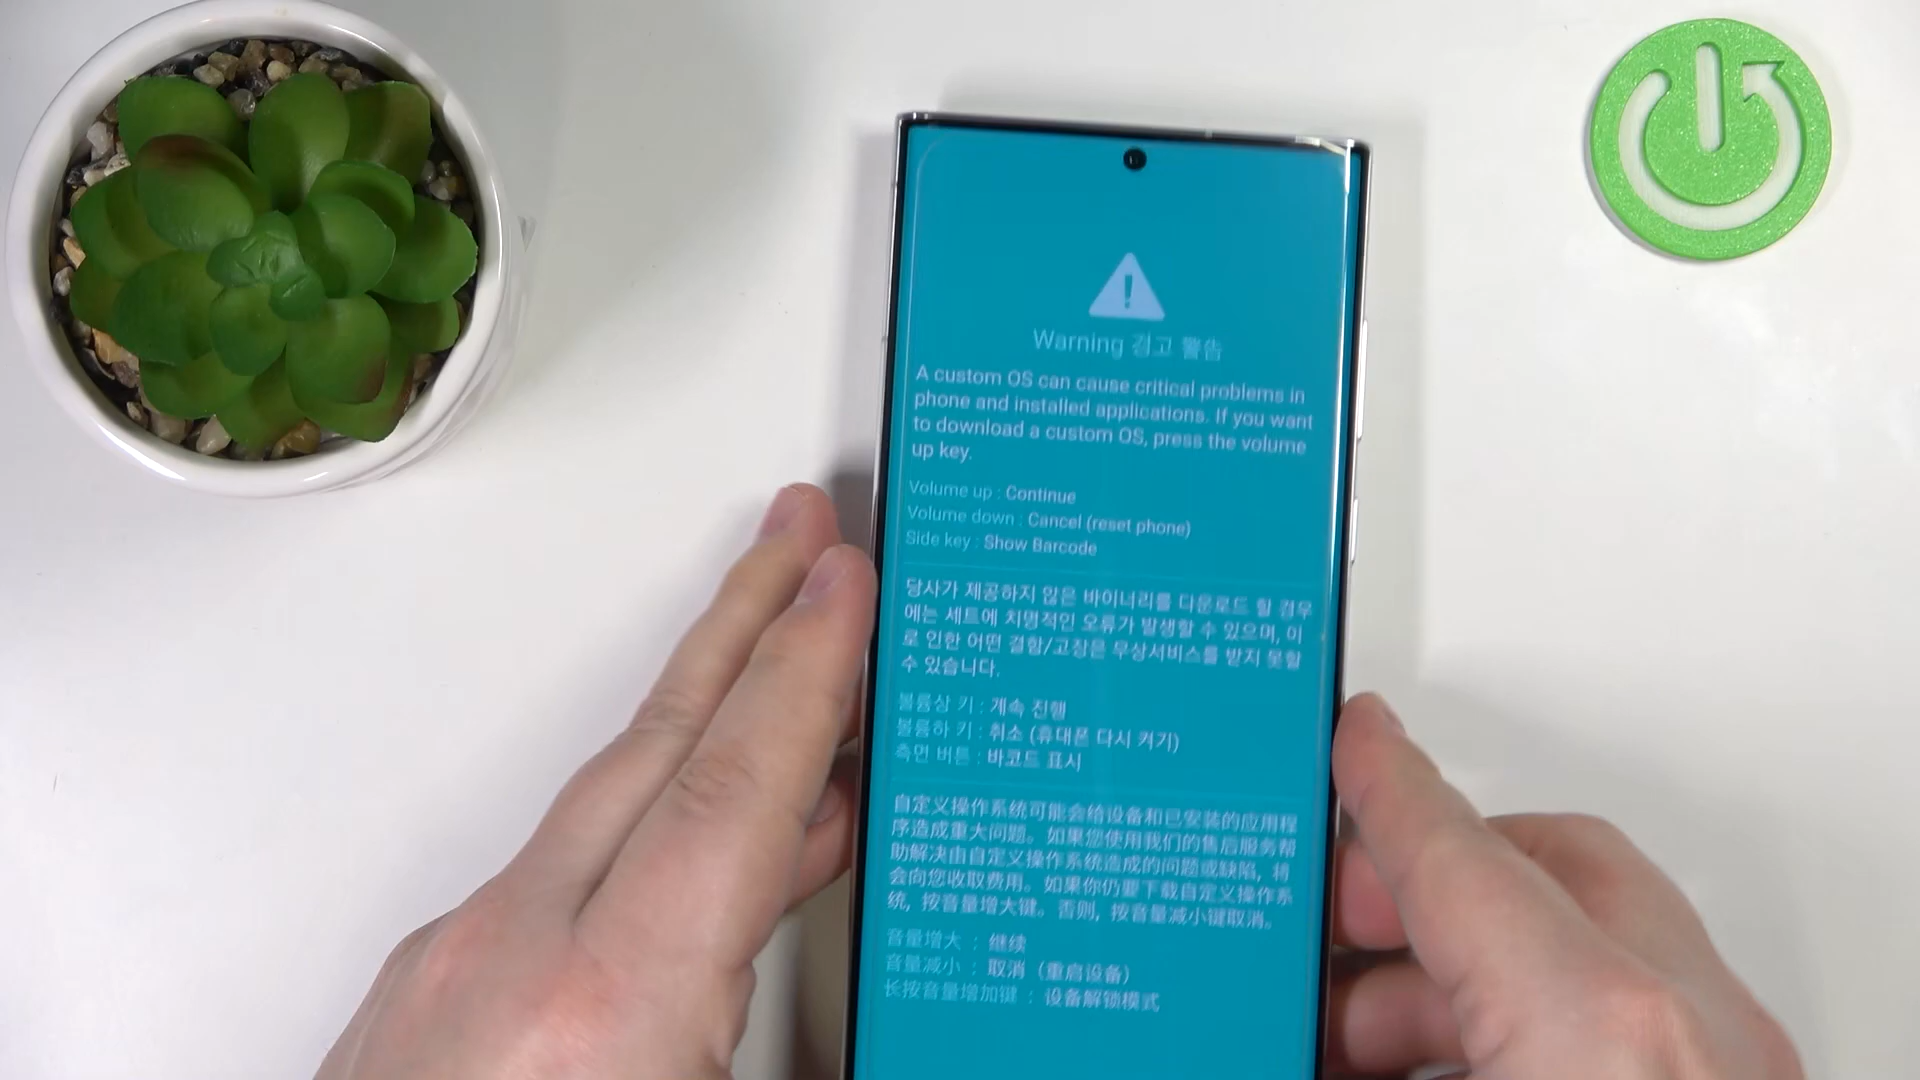 Warning 경고 警告
A custom OS can cause critical problems in
phone and installed applications. If you want
to download a custom OS, press the volume
up key.
Volume up : Continue
Volume down : Cancel (reset phone)
Side key : Show Barcode
당사가 제공하지 않은 바이너리를 다운로드 할 경우
에는 세트에 치명적인 오류가 발생할 수 있으며, 이
로 인한 어떤 결함/고장은 무상서비스를 받지 못할
수 있습니다.
볼륨상 키 : 계속 진행
볼륨하 키 : 취소 (휴대폰 다시 켜기)
측면 버튼 : 바코드 표시
自定义操作系统可能会给设备和已安装的应用程
序造成重大问题。如果您使用我们的售后服务帮
助解决由自定义操作系统造成的问题或缺陷, 将
会向您收取费用。如果你仍要下载自定义操作系
统, 按音量增大键。否则, 按音量减小键取消。
音量增大 : 继续
音量减小 : 取消（重启设备）
长按音量增加键 : 设备解锁模式